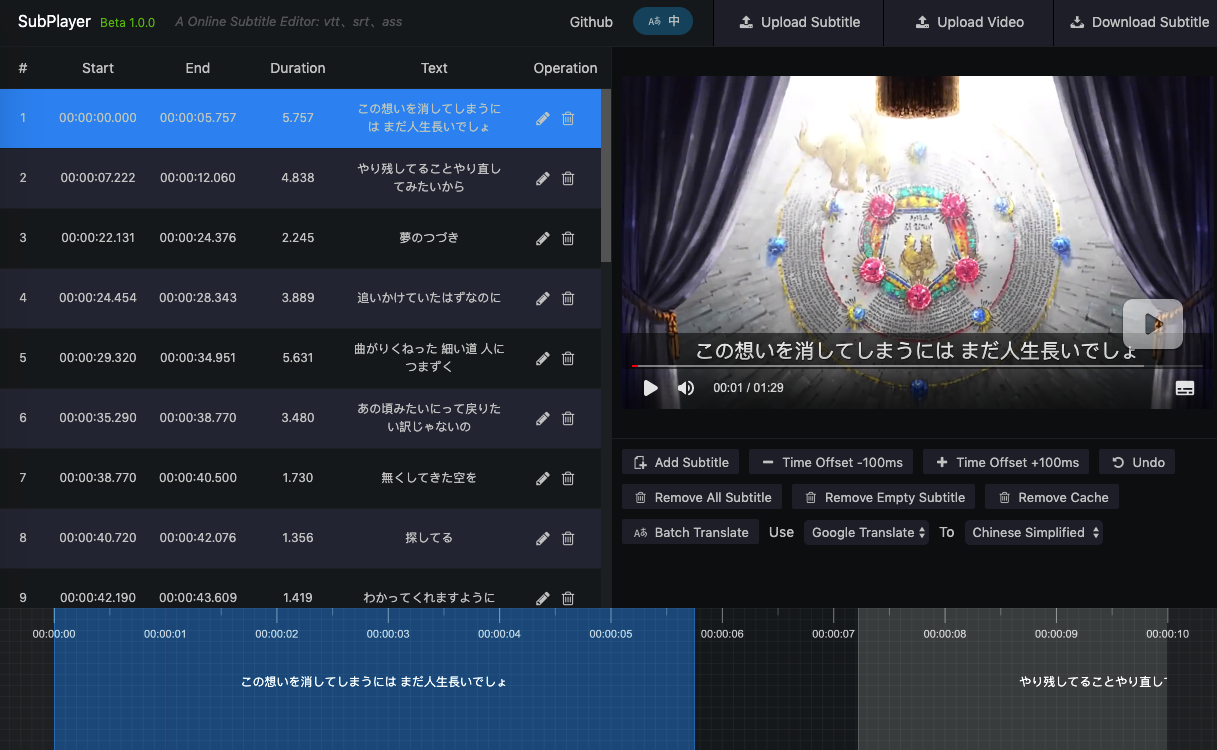 SubPlayer Beta 1.0.0 A Online Subtitle Editor: vtt、srt、ass Github Aあ 中 Upload Subtitle Upload Video Download Subtitle
# Start End Duration Text Operation
1 00:00:00.000 00:00:05.757 5.757 この想いを消してしまうに
は まだ人生長いでしょ
2 00:00:07.222 00:00:12.060 4.838 やり残してることやり直し
てみたいから
3 00:00:22.131 00:00:24.376 2.245 夢のつづき
4 00:00:24.454 00:00:28.343 3.889 追いかけていたはずなのに
5 00:00:29.320 00:00:34.951 5.631 曲がりくねった 細い道 人に
つまずく
6 00:00:35.290 00:00:38.770 3.480 あの頃みたいにって戻りた
い訳じゃないの
7 00:00:38.770 00:00:40.500 1.730 無くしてきた空を
8 00:00:40.720 00:00:42.076 1.356 探してる
9 00:00:42.190 00:00:43.609 1.419 わかってくれますように
この想いを消してしまうには まだ人生長いでしょ
00:01 / 01:29
Add Subtitle Time Offset -100ms Time Offset +100ms Undo
Remove All Subtitle Remove Empty Subtitle Remove Cache
Aあ Batch Translate Use Google Translate To Chinese Simplified
00:00:00 00:00:01 00:00:02 00:00:03 00:00:04 00:00:05 00:00:06 00:00:07 00:00:08 00:00:09 00:00:10
この想いを消してしまうには まだ人生長いでしょ やり残してることやり直し